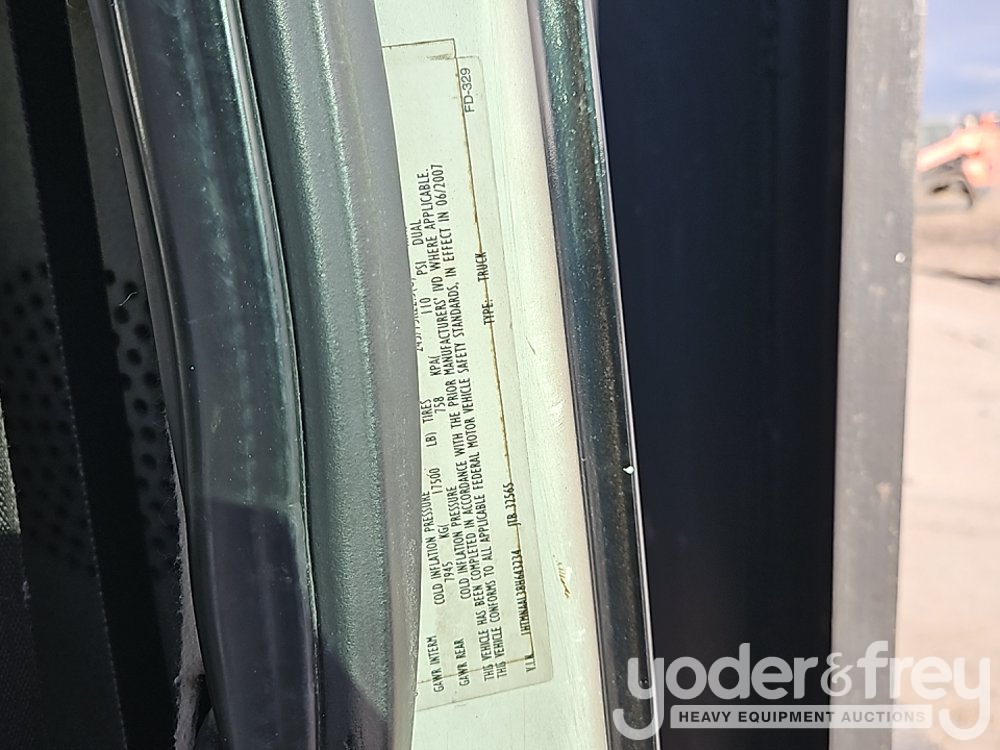 GAWR INTERM COLD INFLATION PRESSURE KPA( 110 PSI DUAL
GAWR REAR 7945 KG( 17500 LB) TIRES
COLD INFLATION PRESSURE 758
THIS VEHICLE HAS BEEN COMPLETED IN ACCORDANCE WITH THE PRIOR MANUFACTURERS' IVD WHERE APPLICABLE.
THIS VEHICLE CONFORMS TO ALL APPLICABLE FEDERAL MOTOR VEHICLE SAFETY STANDARDS, IN EFFECT IN 06/2007
V.I.N. JTB 32565 TYPE: TRUCK
FD-329
yoder&frey
HEAVY EQUIPMENT AUCTIONS